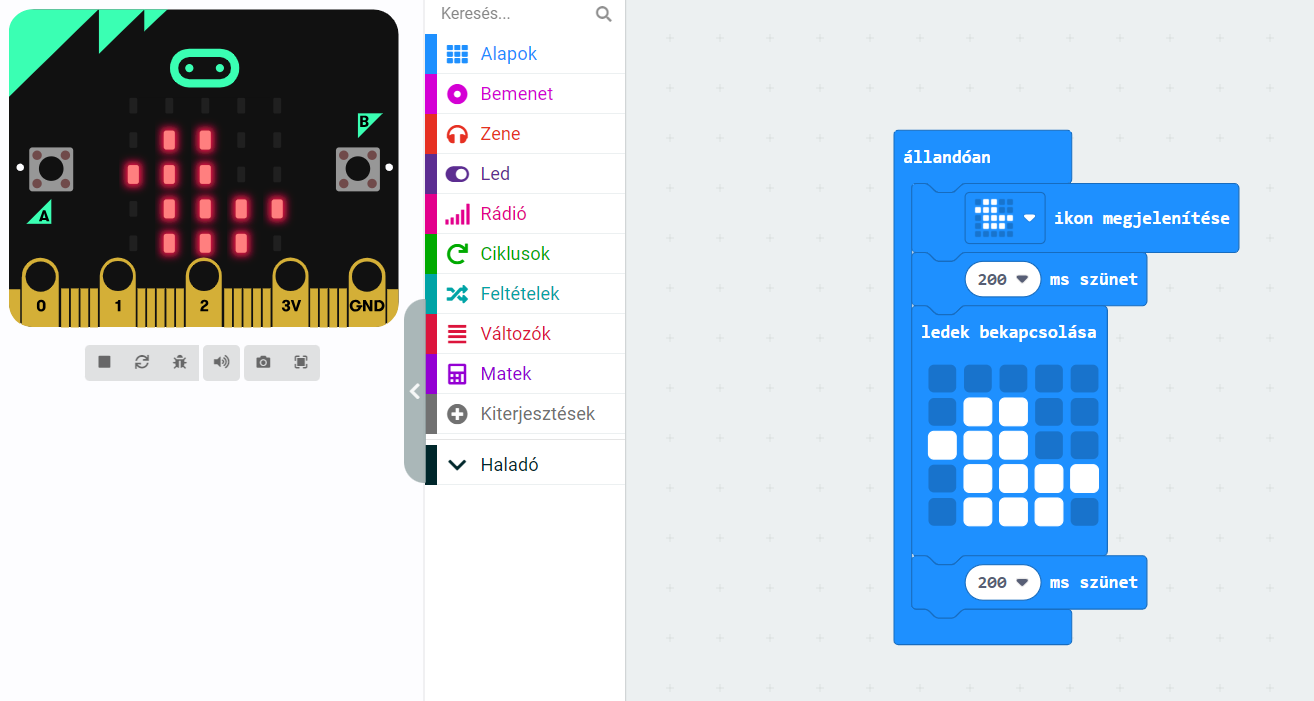 B
A
0 1 2 3V GND
Keresés...
Alapok
Bemenet
Zene
Led
Rádió
Ciklusok
Feltételek
Változók
Matek
Kiterjesztések
Haladó
állandóan
ikon megjelenítése
200 ms szünet
ledek bekapcsolása
200 ms szünet